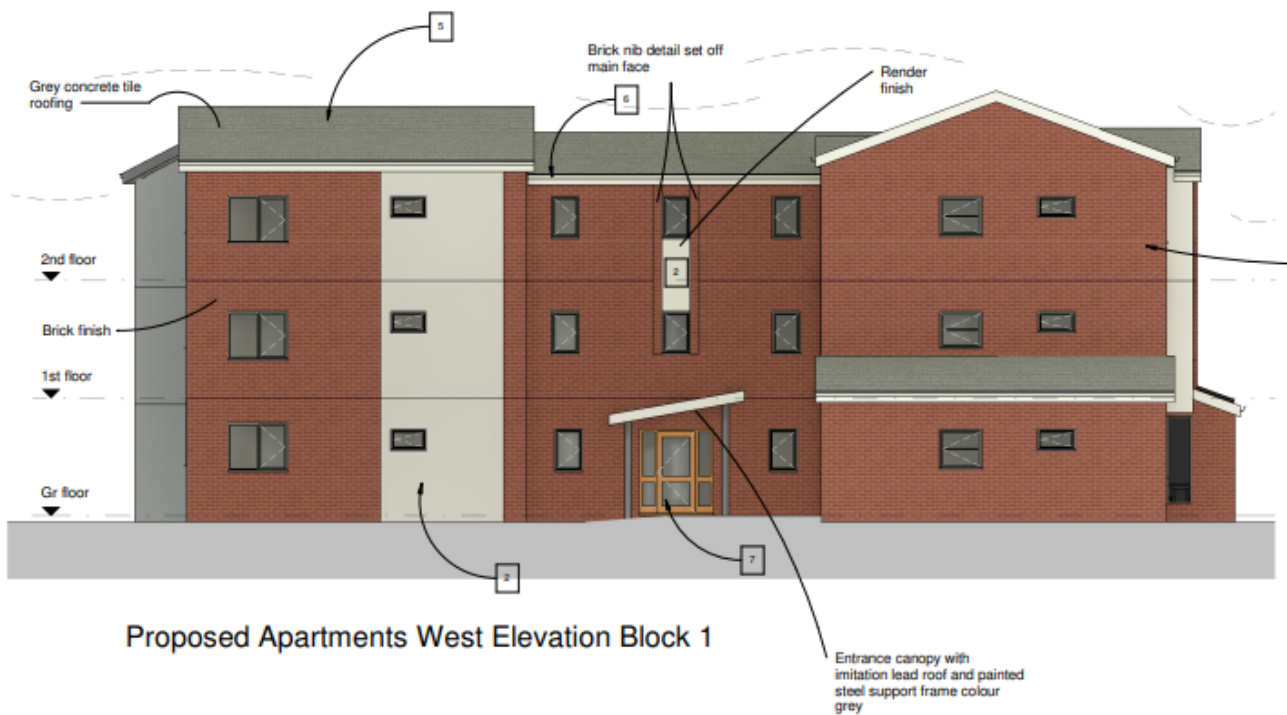 5
Brick nib detail set off
main face
Render
finish
Grey concrete tile
roofing
6
2nd floor
2
Brick finish
1st floor
Gr floor
7
2
Proposed Apartments West Elevation Block 1
Entrance canopy with
imitation lead roof and painted
steel support frame colour
grey